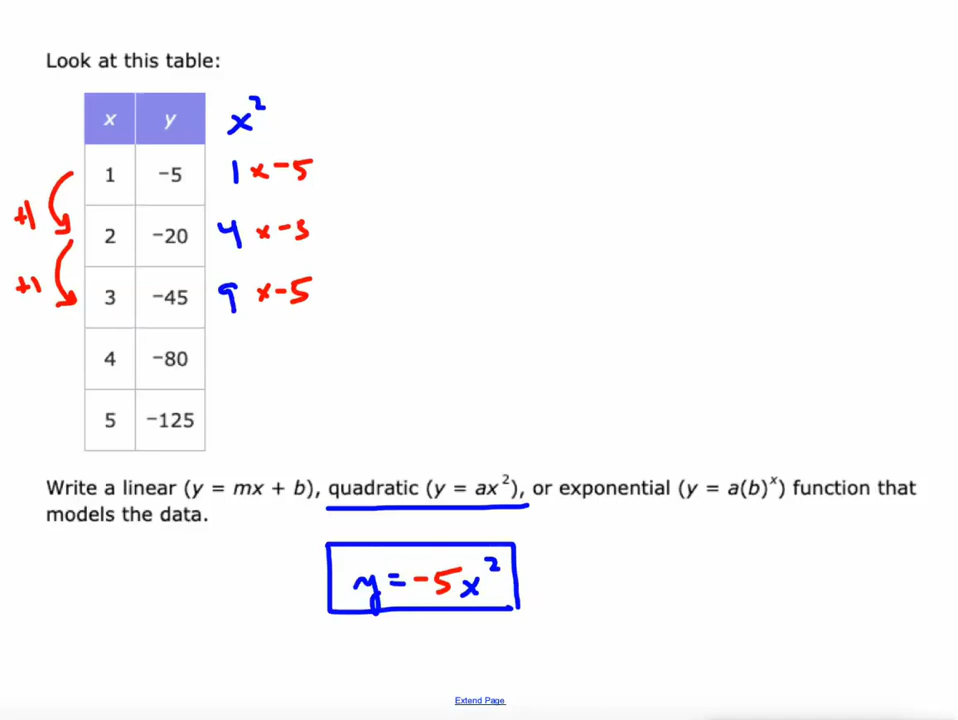 Look at this table:
x y x²
1 −5 1 x −5
+1
2 −20 4 x −5
+1
3 −45 9 x −5
4 −80
5 −125
Write a linear (y = mx + b), quadratic (y = ax²), or exponential (y = a(b)ˣ) function that
models the data.
y = −5x²
Extend Page